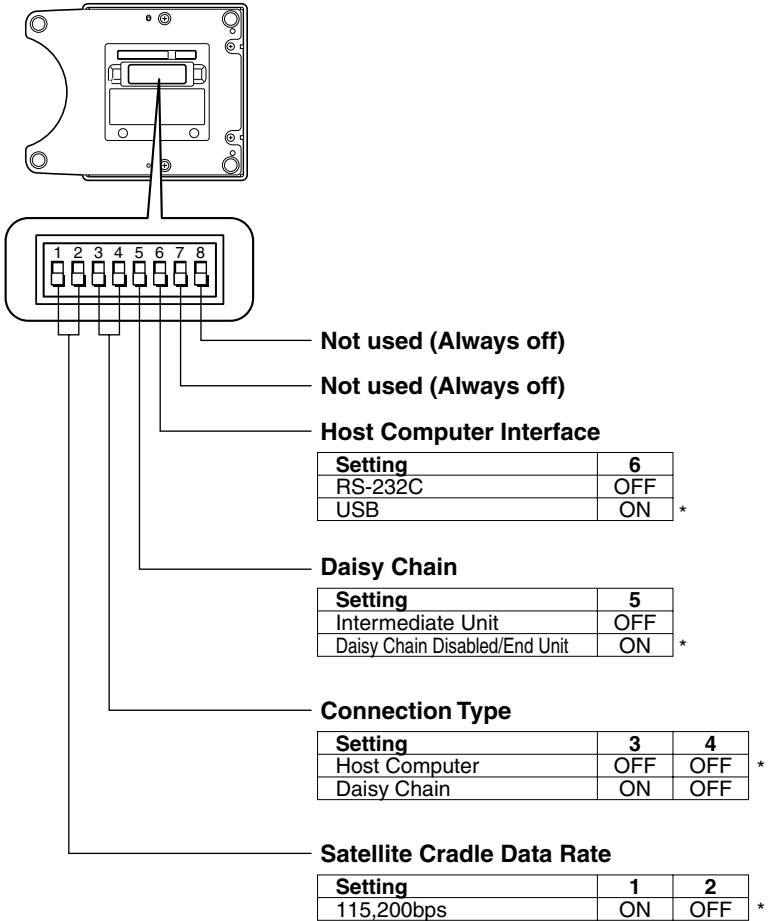 1 2 3 4 5 6 7 8
Not used (Always off)
Not used (Always off)
Host Computer Interface
Setting 6
RS-232C OFF
USB ON *
Daisy Chain
Setting 5
Intermediate Unit OFF
Daisy Chain Disabled/End Unit ON *
Connection Type
Setting 3 4
Host Computer OFF OFF *
Daisy Chain ON OFF
Satellite Cradle Data Rate
Setting 1 2
115,200bps ON OFF *